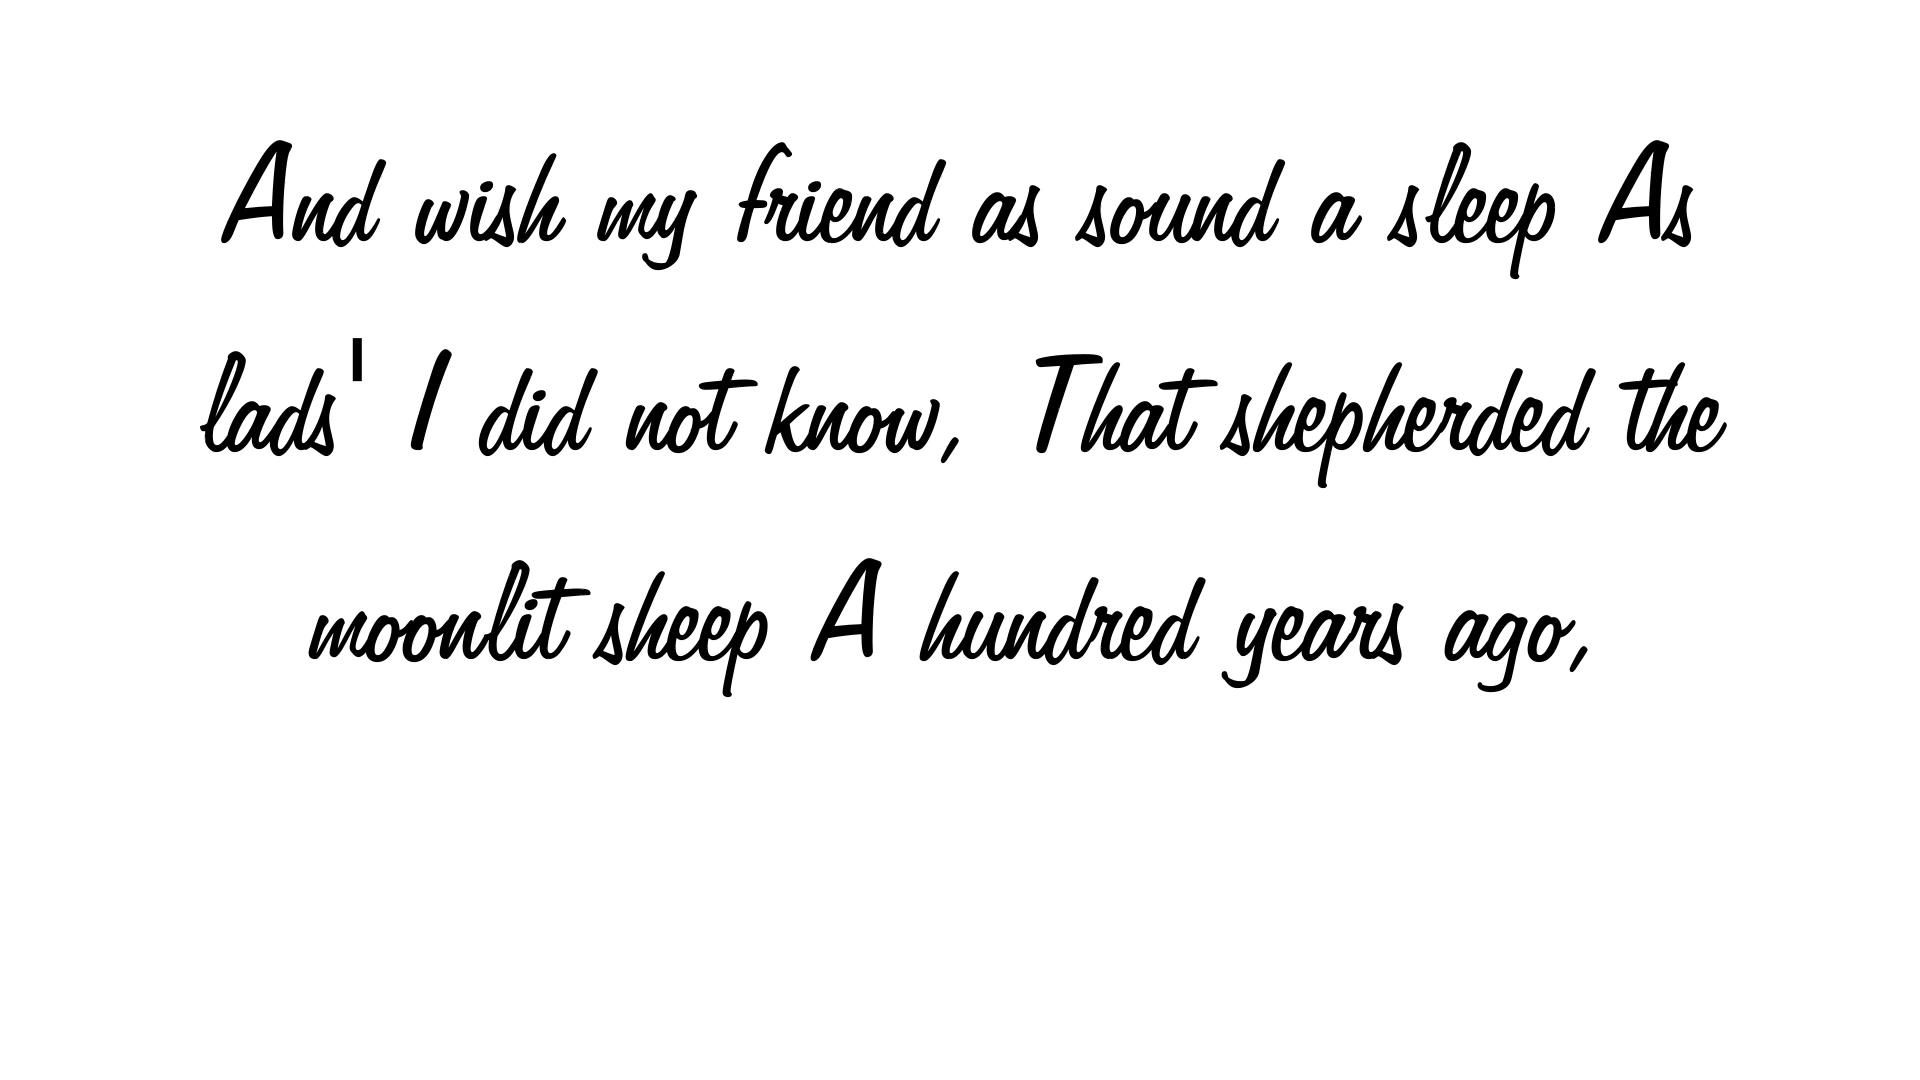 And wish my friend as sound a sleep As
lads' I did not know, That shepherded the
moonlit sheep A hundred years ago,